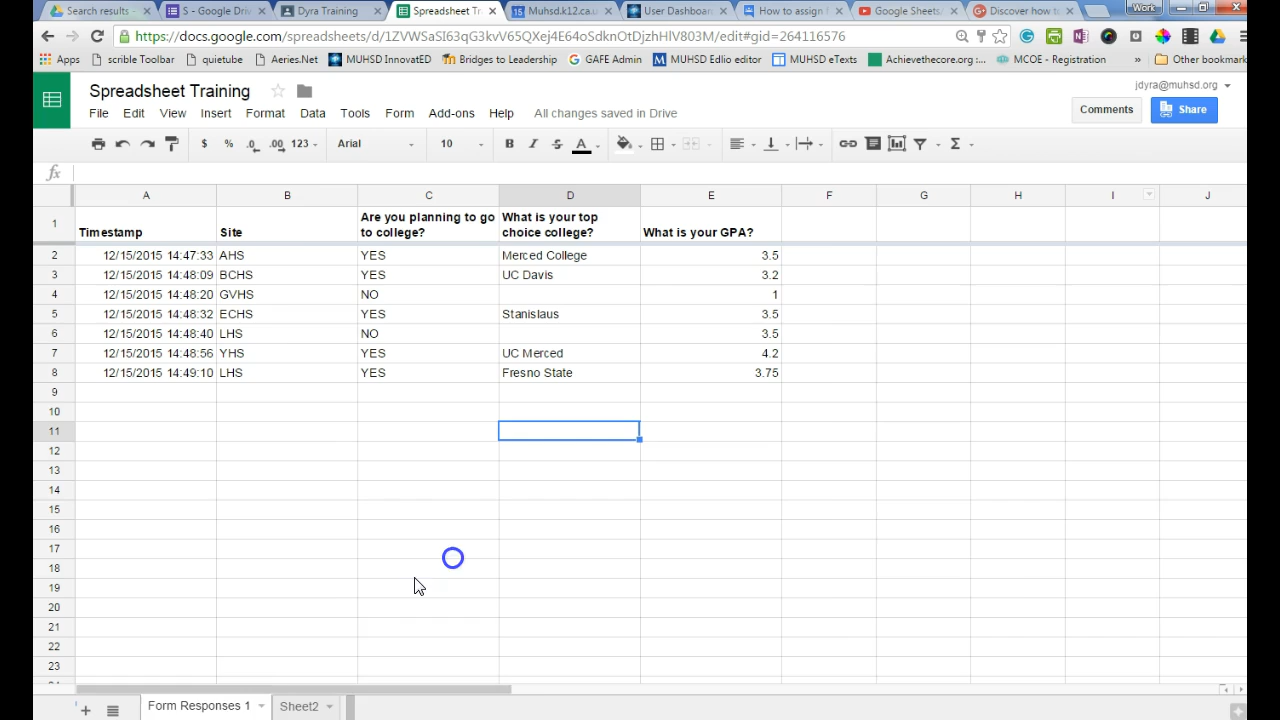 Search results - S - Google Driv Dyra Training Spreadsheet Tr Muhsd.k12.ca.u User Dashboar How to assign Google Sheets Discover how t Work
https://docs.google.com/spreadsheets/d/1ZVWSaSI63qG3kvV65QXej4E64oSdknOtDjzhHlV803M/edit#gid=264116576
Apps scrible Toolba quietube Aeries.Net MUHSD InnovatED Bridges to Leadership GAFE Admin MUHSD Edlio editor MUHSD eTexts Achievethecore.org :... MCOE - Registration » Other bookmark
Spreadsheet Training
jdyra@muhsd.org
File Edit View Insert Format Data Tools Form Add-ons Help All changes saved in Drive
Comments Share
$ % .0 .00 123 Arial 10 B I S A Σ
fx
A B C D E F G H I J
1 Timestamp Site Are you planning to go to college? What is your top choice college? What is your GPA?
2 12/15/2015 14:47:33 AHS YES Merced College 3.5
3 12/15/2015 14:48:09 BCHS YES UC Davis 3.2
4 12/15/2015 14:48:20 GVHS NO 1
5 12/15/2015 14:48:32 ECHS YES Stanislaus 3.5
6 12/15/2015 14:48:40 LHS NO 3.5
7 12/15/2015 14:48:56 YHS YES UC Merced 4.2
8 12/15/2015 14:49:10 LHS YES Fresno State 3.75
9
10
11
12
13
14
15
16
17
18
19
20
21
22
23
+ Form Responses 1 Sheet2